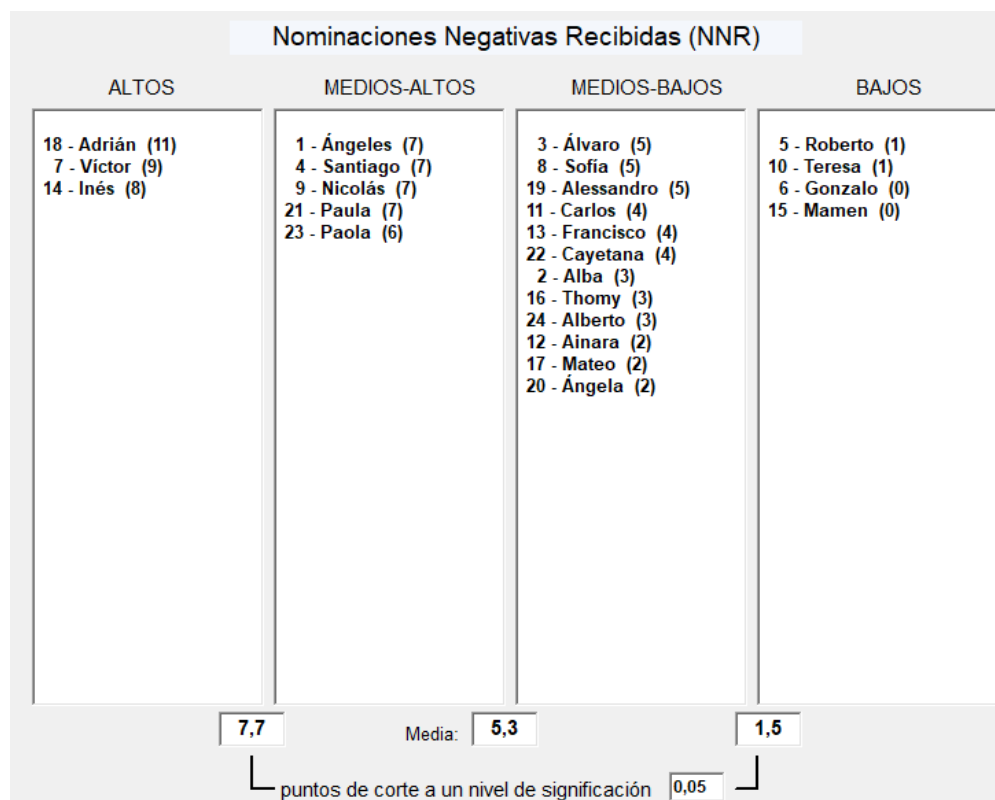 Nominaciones Negativas Recibidas (NNR)
ALTOS
18 - Adrián (11)
7 - Víctor (9)
14 - Inés (8)
MEDIOS-ALTOS
1 - Ángeles (7)
4 - Santiago (7)
9 - Nicolás (7)
21 - Paula (7)
23 - Paola (6)
MEDIOS-BAJOS
3 - Álvaro (5)
8 - Sofía (5)
19 - Alessandro (5)
11 - Carlos (4)
13 - Francisco (4)
22 - Cayetana (4)
2 - Alba (3)
16 - Thomy (3)
24 - Alberto (3)
12 - Ainara (2)
17 - Mateo (2)
20 - Ángela (2)
BAJOS
5 - Roberto (1)
10 - Teresa (1)
6 - Gonzalo (0)
15 - Mamen (0)
7,7 Media: 5,3 1,5
puntos de corte a un nivel de significación 0,05